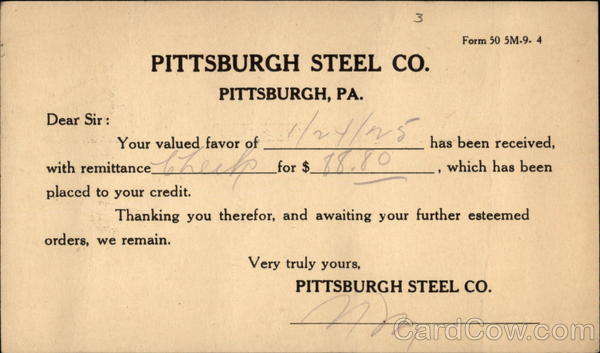 3
Form 50 5M-9- 4
PITTSBURGH STEEL CO.
PITTSBURGH, PA.
Dear Sir:
Your valued favor of 1/24/25 has been received,
with remittance Check for $ 88.80, which has been
placed to your credit.
Thanking you therefor, and awaiting your further esteemed
orders, we remain.
Very truly yours,
PITTSBURGH STEEL CO.
CardCow.com